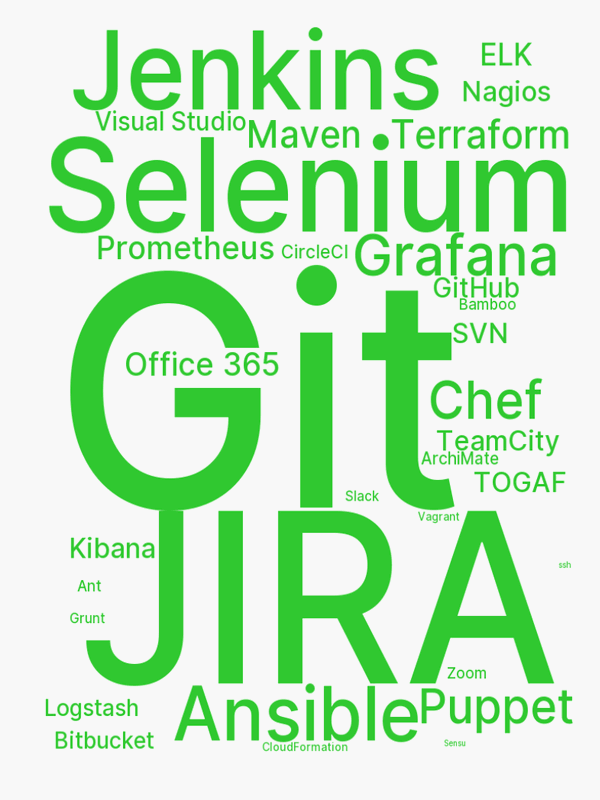 Jenkins
ELK
Nagios
Visual Studio
Maven
Terraform
Selenium
Prometheus
CircleCI
Grafana
GitHub
Bamboo
Git
SVN
Office 365
Chef
TeamCity
ArchiMate
TOGAF
Slack
Vagrant
JIRA
Kibana
ssh
Ant
Grunt
Zoom
Logstash
Ansible
Puppet
Bitbucket
CloudFormation
Sensu